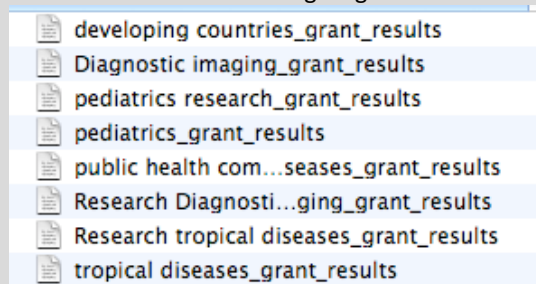 developing countries_grant_results
Diagnostic imaging_grant_results
pediatrics research_grant_results
pediatrics_grant_results
public health com...seases_grant_results
Research Diagnosti...ging_grant_results
Research tropical diseases_grant_results
tropical diseases_grant_results